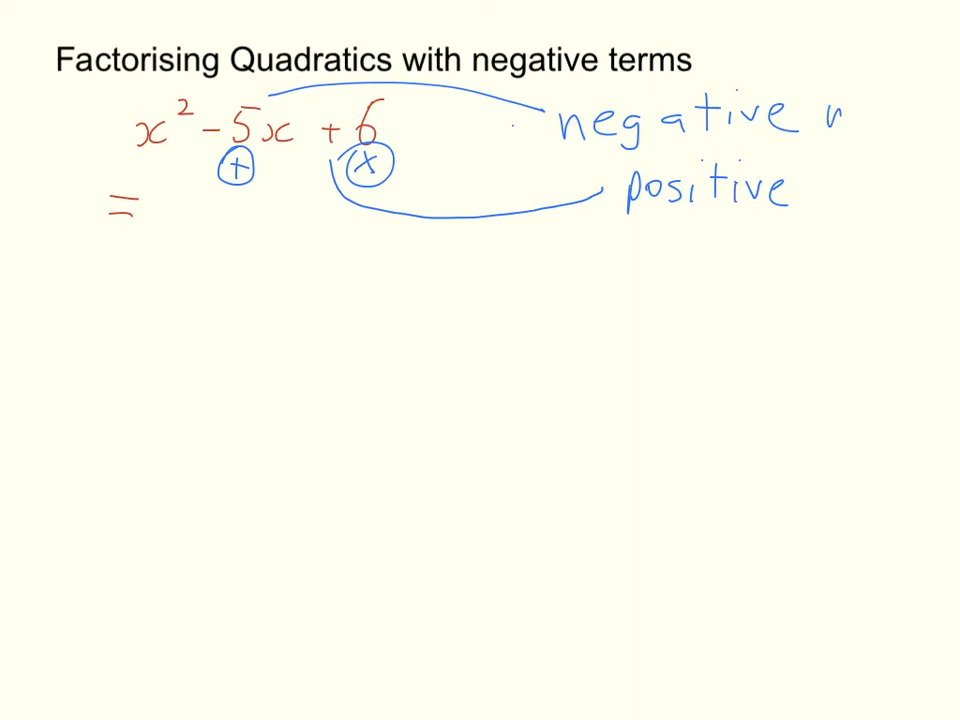 Factorising Quadratics with negative terms
x² - 5x + 6 negative
+ × positive
=